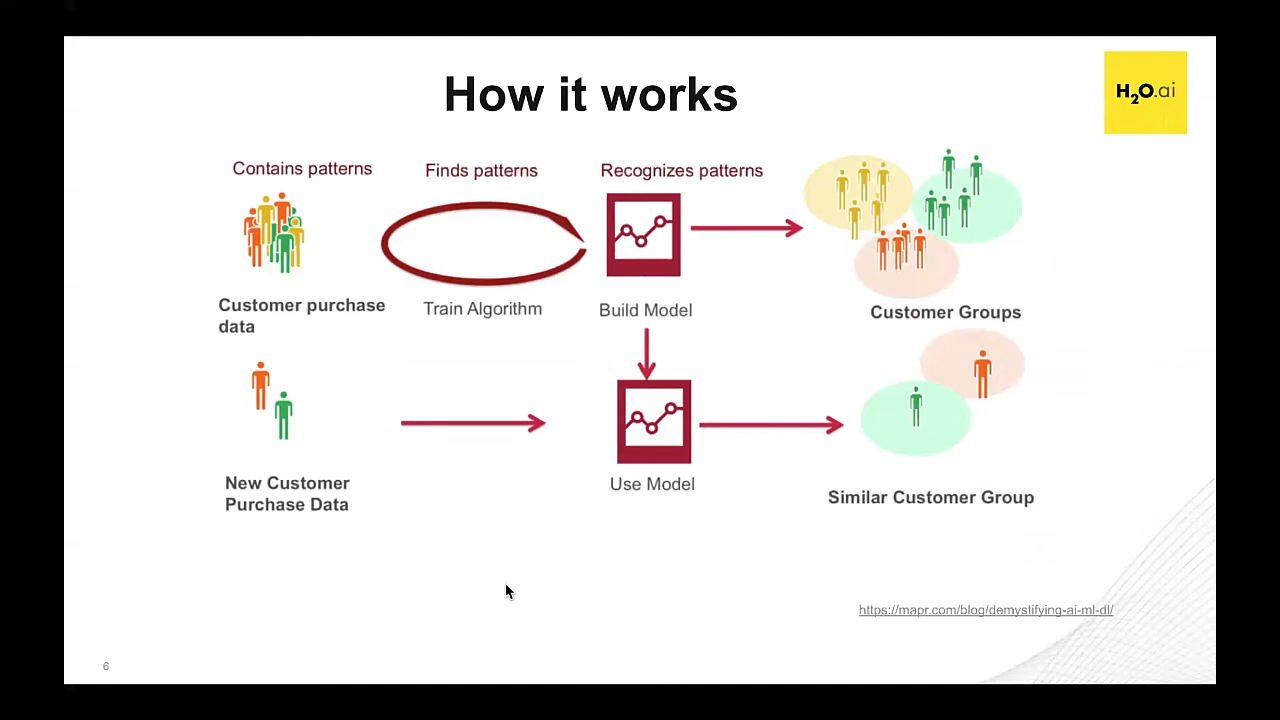 How it works
H2O.ai
Contains patterns
Finds patterns
Recognizes patterns
Customer purchase
data
Train Algorithm
Build Model
Customer Groups
New Customer
Purchase Data
Use Model
Similar Customer Group
https://mapr.com/blog/demystifying-ai-ml-dl/
6